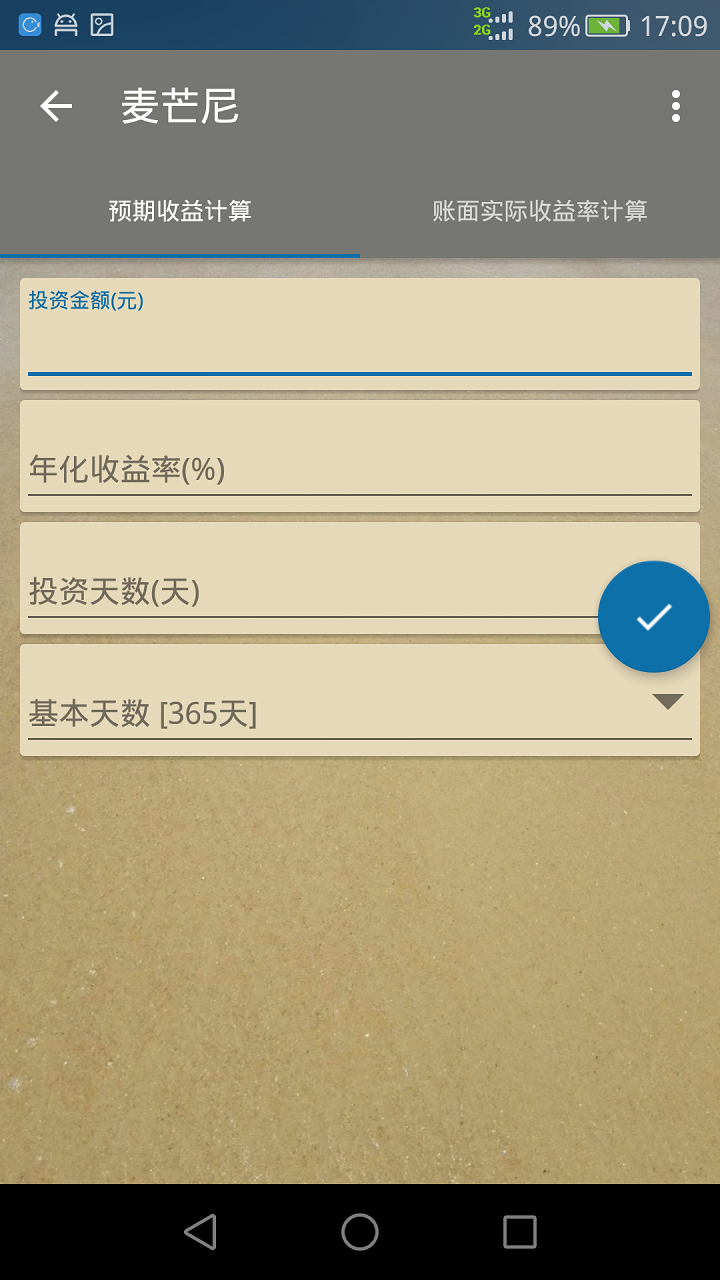 3G
2G
89%
17:09
麦芒尼
预期收益计算
账面实际收益率计算
投资金额(元)
年化收益率(%)
投资天数(天)
基本天数 [365天]